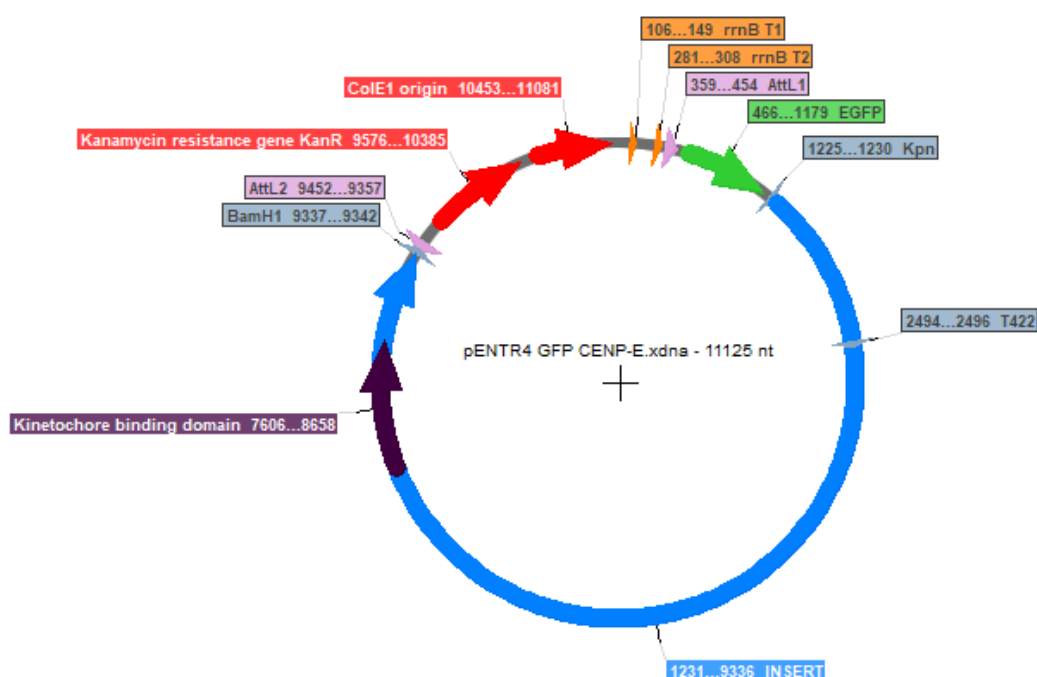 106...149 rrnB T1
281...308 rrnB T2
ColE1 origin 10453...11081
359...454 AttL1
466...1179 EGFP
Kanamycin resistance gene KanR 9576...10385
1225...1230 Kpn
AttL2 9452...9357
BamH1 9337...9342
2494...2496 T422
pENTR4 GFP CENP-E.xdna - 11125 nt
Kinetochore binding domain 7606...8658
1231...9336 INSERT